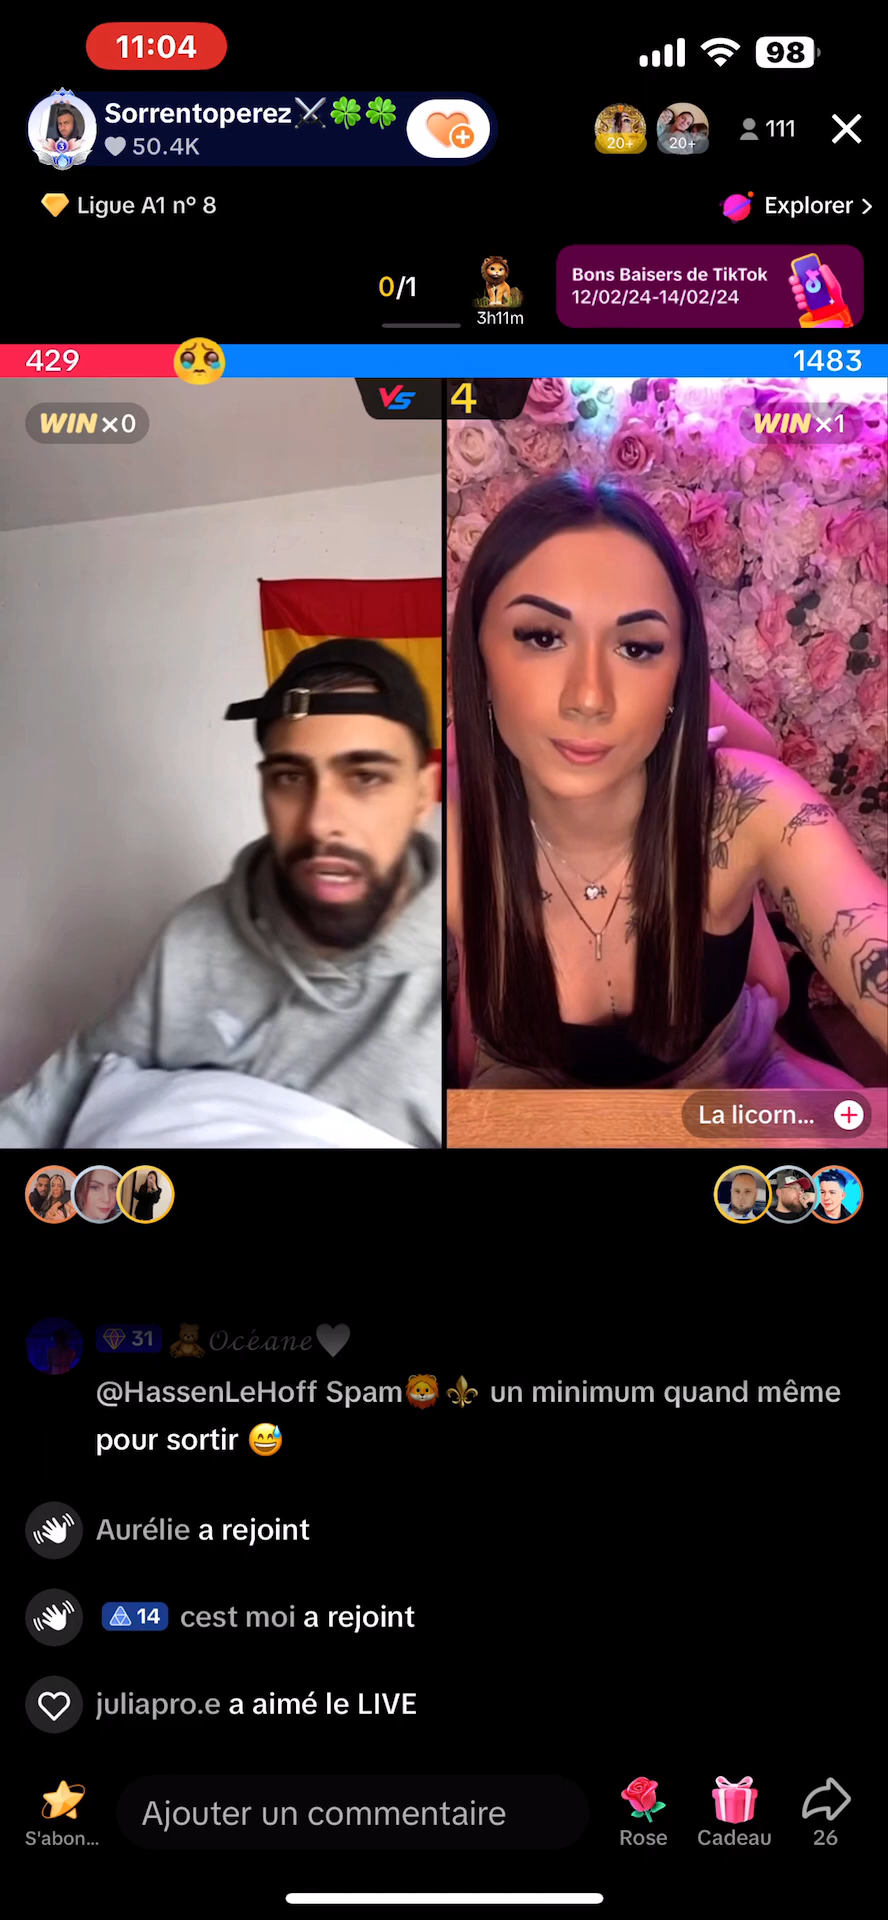 11:04
98
Sorrentoperez⚔️🍀🍀
50.4K
20+
20+
111
Ligue A1 n° 8
Explorer >
0/1
3h11m
Bons Baisers de TikTok
12/02/24-14/02/24
429
1483
WIN x0
VS
4
WIN x1
La licorn...
31 🧸𝒪𝒸é𝒶𝓃𝑒🤍
@HassenLeHoff Spam🦁⚜️ un minimum quand même
pour sortir 😅
Aurélie a rejoint
14 cest moi a rejoint
juliapro.e a aimé le LIVE
S'abon...
Ajouter un commentaire
Rose
Cadeau
26